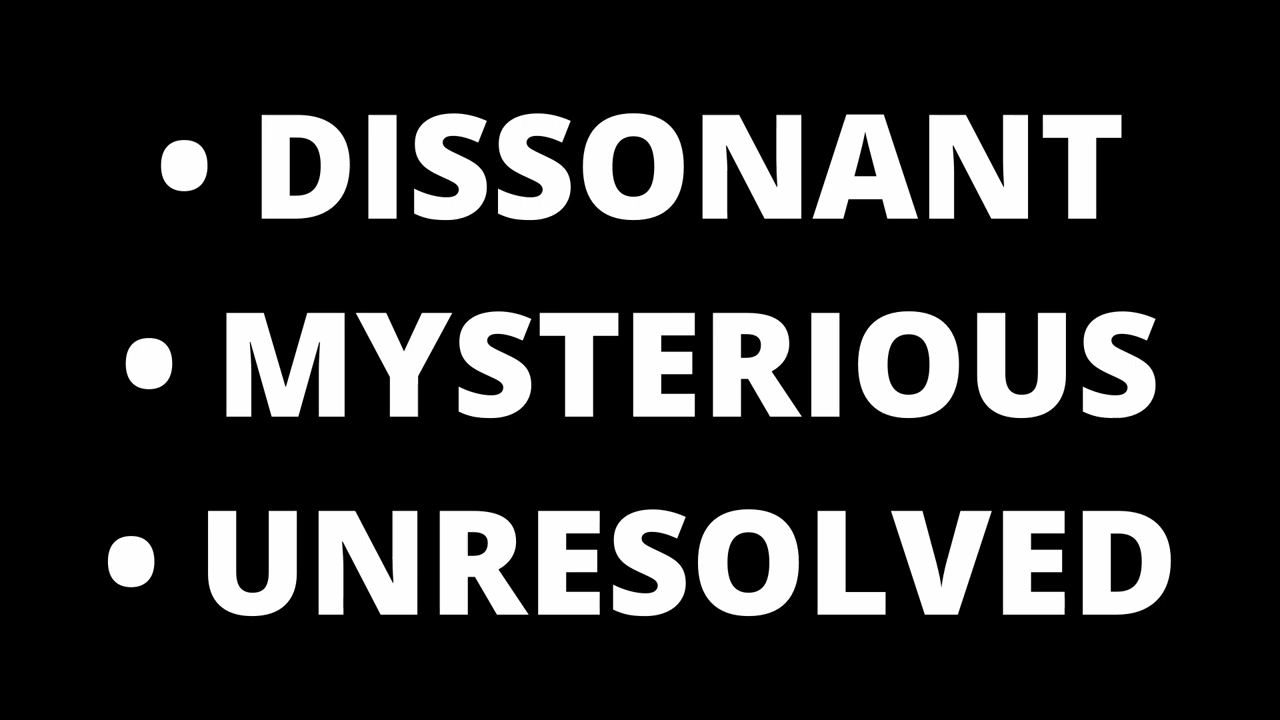 • DISSONANT
• MYSTERIOUS
• UNRESOLVED